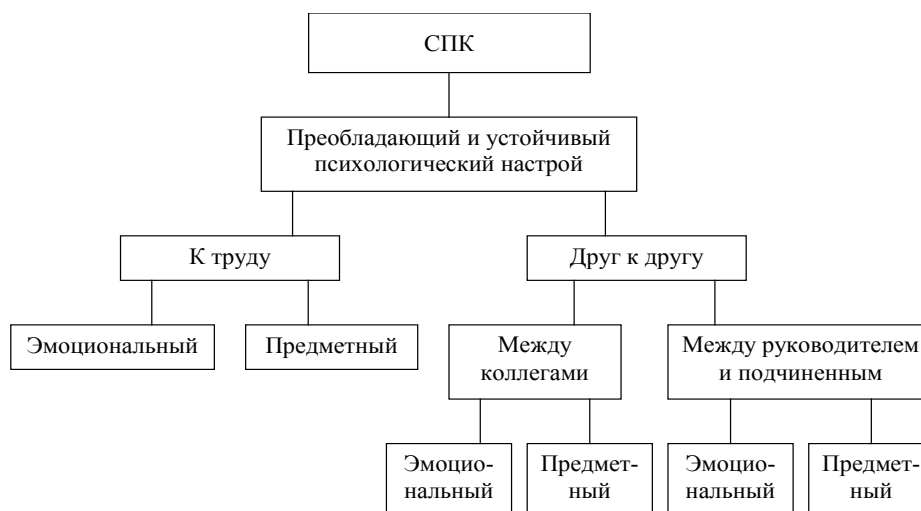 СПК
Преобладающий и устойчивый
психологический настрой
К труду
Друг к другу
Эмоциональный
Предметный
Между
коллегами
Между руководителем
и подчиненным
Эмоцио-
нальный
Предмет-
ный
Эмоцио-
нальный
Предмет-
ный